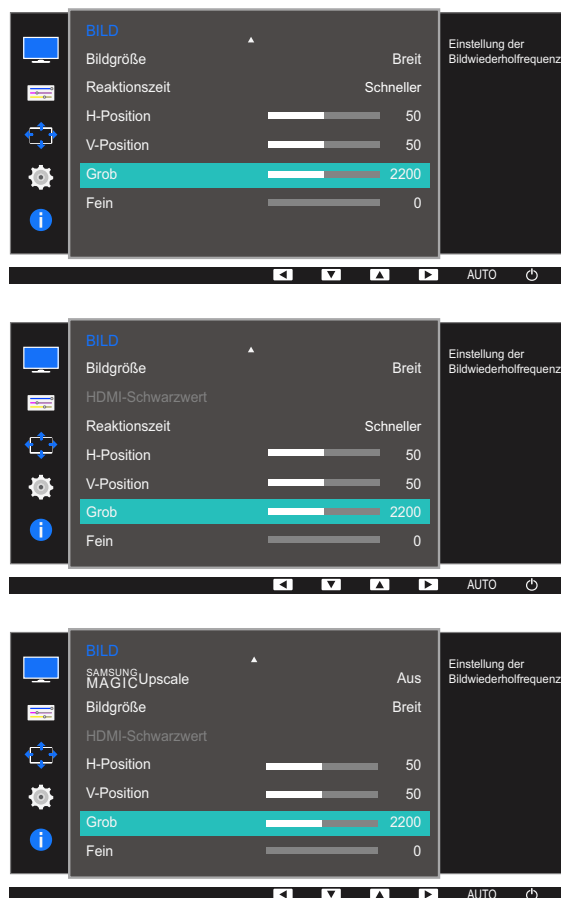 BILD
Bildgröße Breit
Reaktionszeit Schneller
H-Position 50
V-Position 50
Grob 2200
Fein 0
Einstellung der
Bildwiederholfrequenz
AUTO
BILD
Bildgröße Breit
HDMI-Schwarzwert
Reaktionszeit Schneller
H-Position 50
V-Position 50
Grob 2200
Fein 0
Einstellung der
Bildwiederholfrequenz
AUTO
BILD
SAMSUNG
MAGIC Upscale Aus
Bildgröße Breit
HDMI-Schwarzwert
H-Position 50
V-Position 50
Grob 2200
Fein 0
Einstellung der
Bildwiederholfrequenz
AUTO